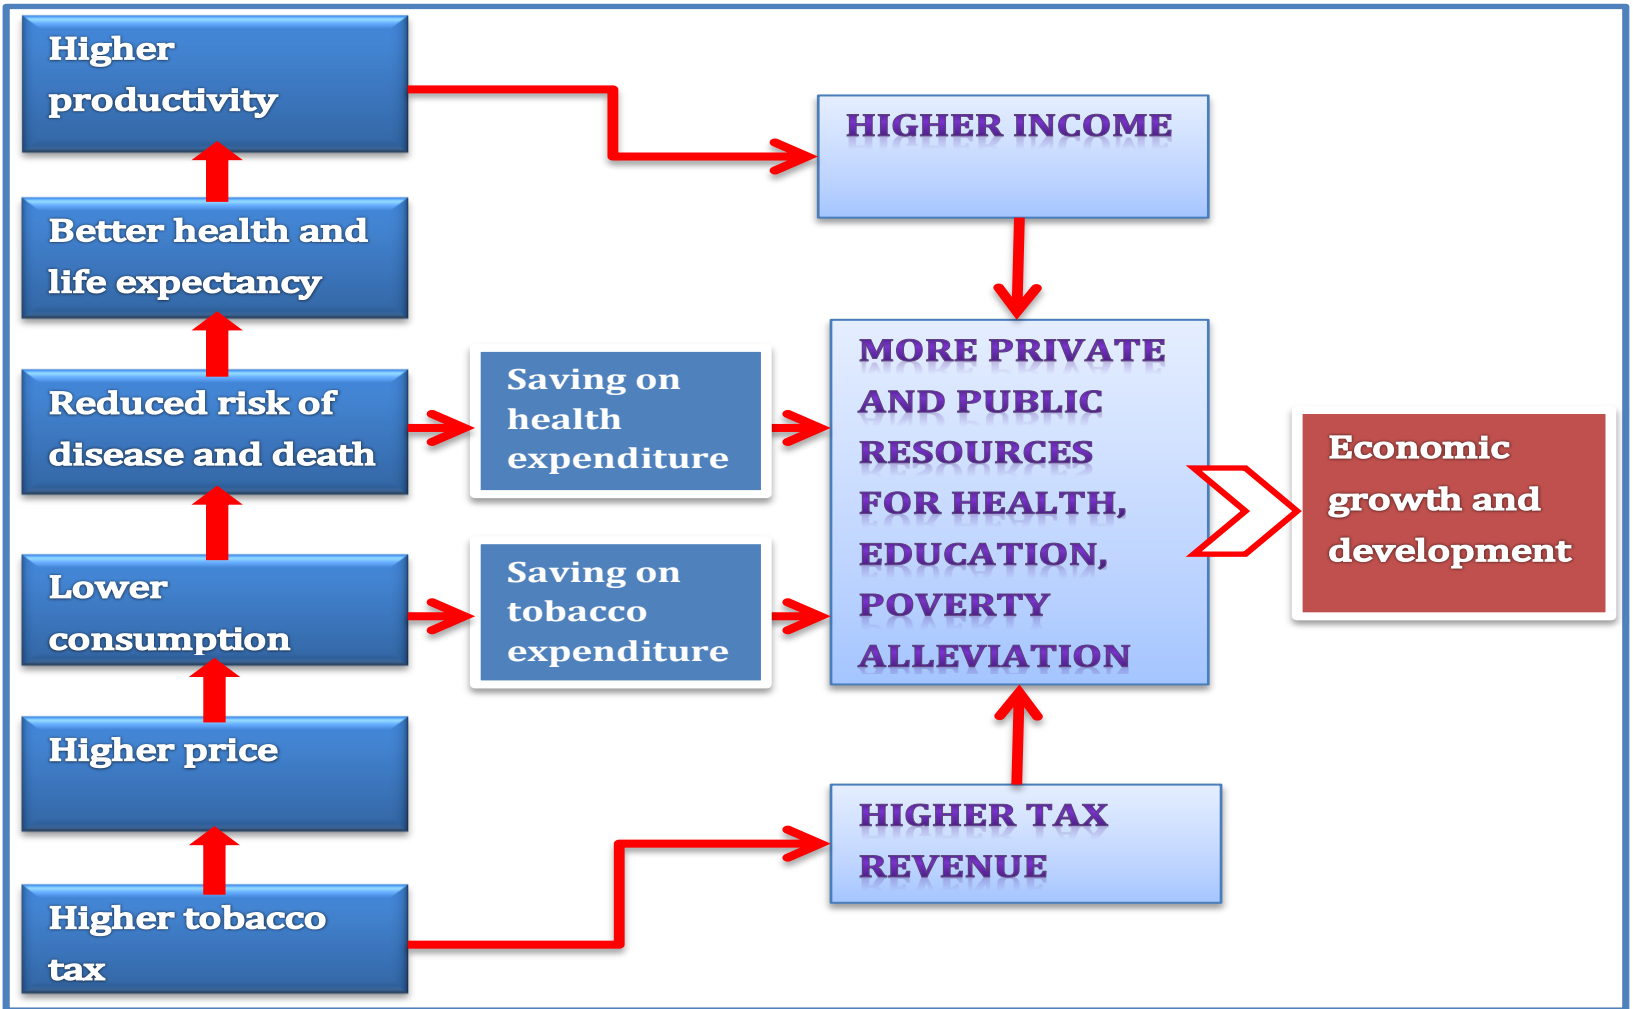 Higher
productivity
HIGHER INCOME
Better health and
life expectancy
Reduced risk of
disease and death
Saving on
health
expenditure
MORE PRIVATE
AND PUBLIC
RESOURCES
FOR HEALTH,
EDUCATION,
POVERTY
ALLEVIATION
Economic
growth and
development
Lower
consumption
Saving on
tobacco
expenditure
Higher price
HIGHER TAX
REVENUE
Higher tobacco
tax